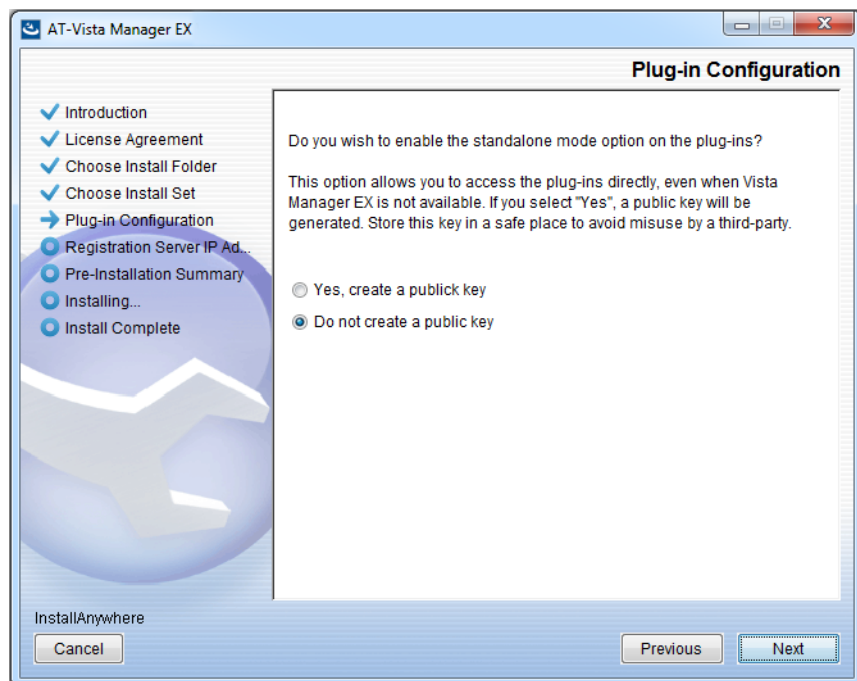 AT-Vista Manager EX
Plug-in Configuration
Introduction
License Agreement
Choose Install Folder
Choose Install Set
Plug-in Configuration
Registration Server IP Ad...
Pre-Installation Summary
Installing...
Install Complete
Do you wish to enable the standalone mode option on the plug-ins?
This option allows you to access the plug-ins directly, even when Vista
Manager EX is not available. If you select "Yes", a public key will be
generated. Store this key in a safe place to avoid misuse by a third-party.
Yes, create a publick key
Do not create a public key
InstallAnywhere
Cancel
Previous
Next